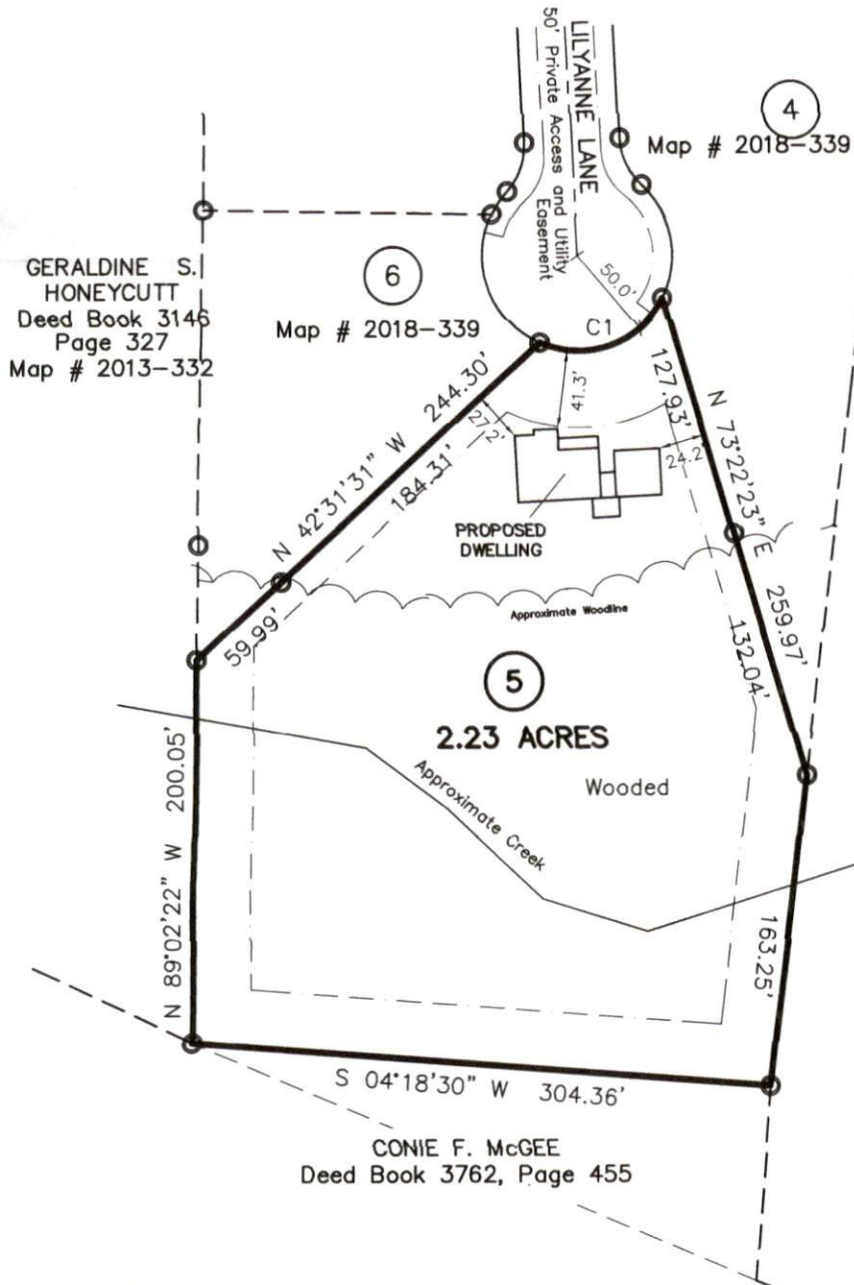 LILYANNE LANE
50' Private Access and Utility
Easement
4
Map # 2018-339
GERALDINE S.
HONEYCUTT
Deed Book 3146
Page 327
Map # 2013-332
6
Map # 2018-339
50.0'
C1
244.30'
N 42°31'31" W
184.31'
59.99'
27.2'
41.3'
24.2'
127.93'
N 73°22'23" E
259.97'
132.04'
PROPOSED
DWELLING
Approximate Woodline
5
2.23 ACRES
Wooded
Approximate Creek
N 89°02'22" W 200.05'
163.25'
S 04°18'30" W 304.36'
CONIE F. McGEE
Deed Book 3762, Page 455